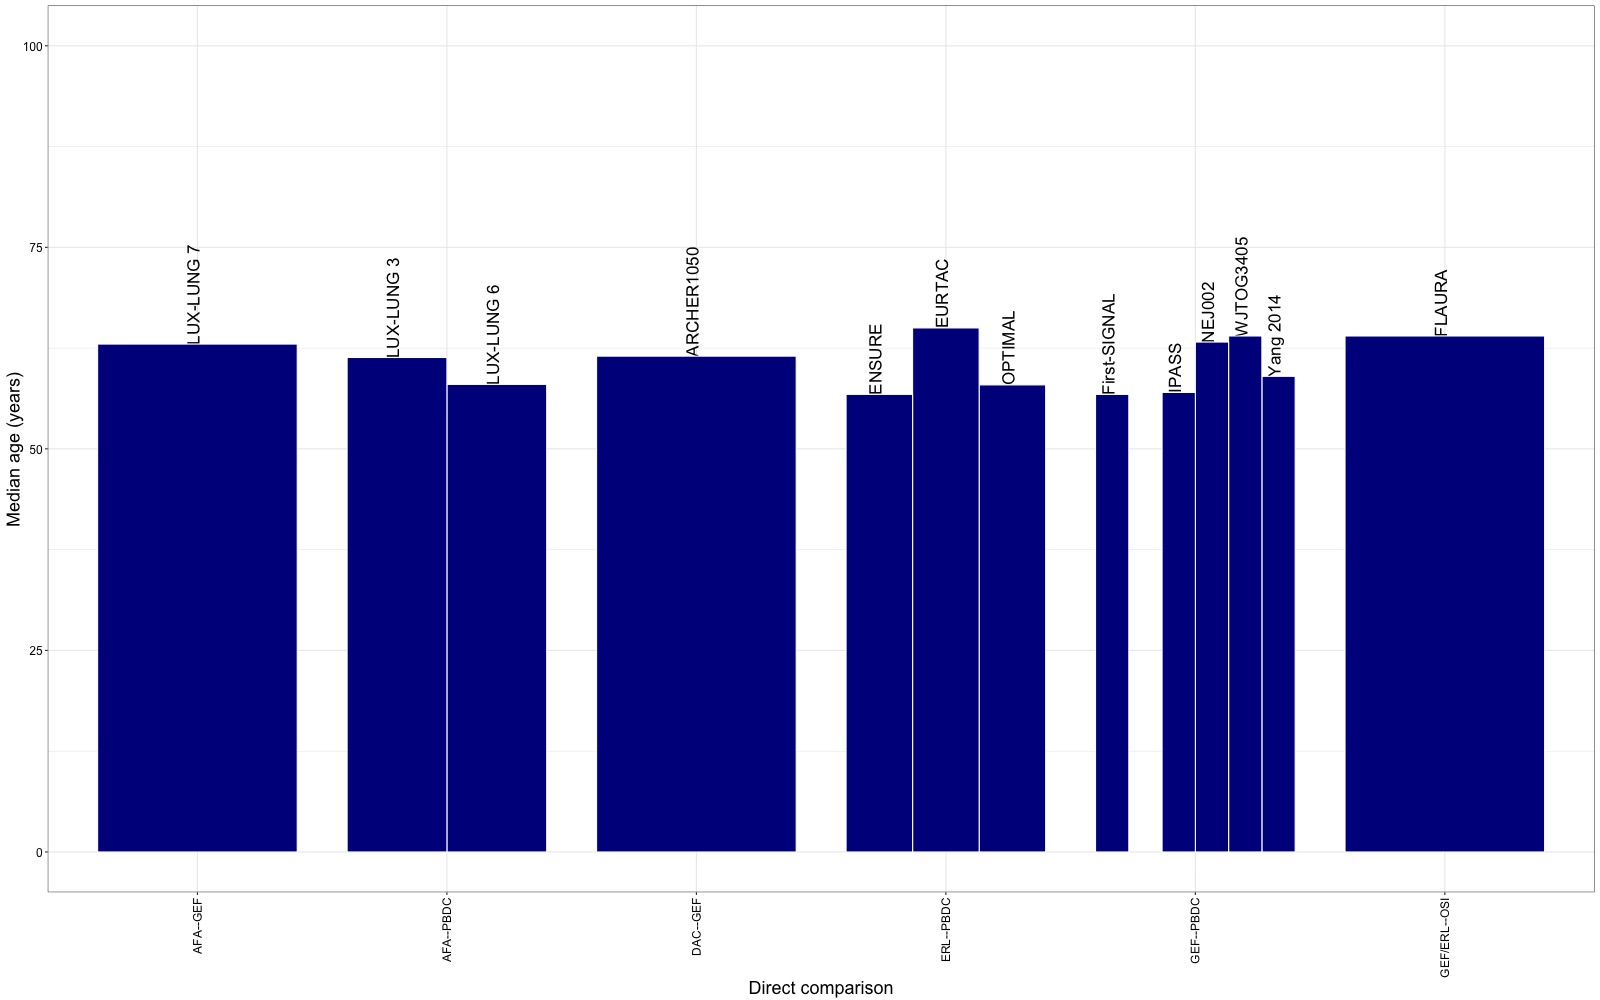 Median age (years)
100
75
50
25
0
LUX-LUNG 7
LUX-LUNG 3
LUX-LUNG 6
ARCHER1050
ENSURE
EURTAC
OPTIMAL
First-SIGNAL
IPASS
NEJ002
WJTOG3405
Yang 2014
FLAURA
AFA--GEF
AFA--PBDC
DAC--GEF
ERL--PBDC
GEF--PBDC
GEF/ERL--OSI
Direct comparison